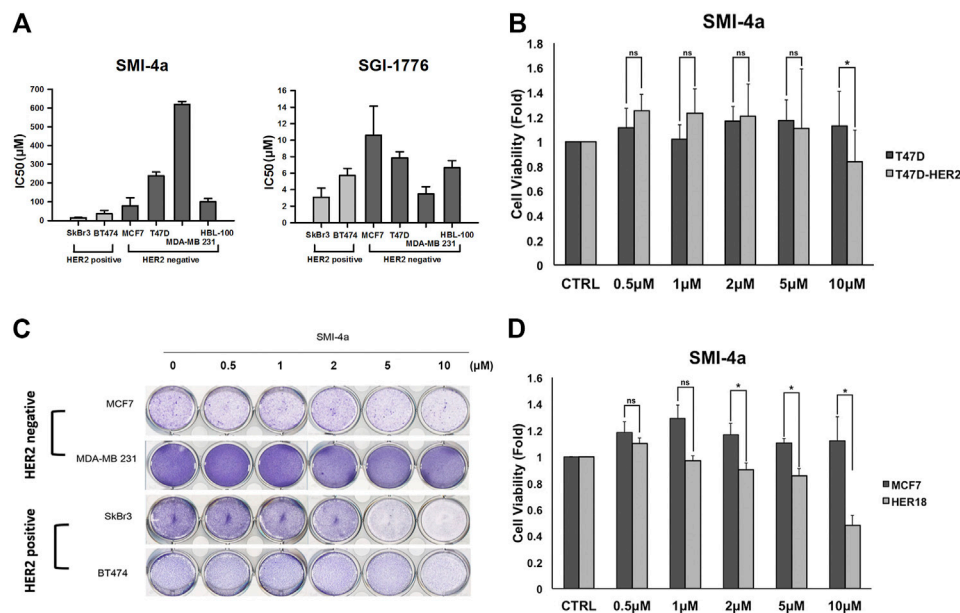 A
SMI-4a
IC50 (μM)
700
600
500
400
300
200
100
0
SkBr3 BT474 MCF7 T47D HBL-100
MDA-MB 231
HER2 positive HER2 negative
SGI-1776
IC50 (μM)
16
14
12
10
8
6
4
2
0
SkBr3 BT474 MCF7 T47D HBL-100
MDA-MB 231
HER2 positive HER2 negative
B
SMI-4a
Cell Viability (Fold)
1.8
1.6
1.4
1.2
1
0.8
0.6
0.4
0.2
0
ns ns ns ns *
CTRL 0.5μM 1μM 2μM 5μM 10μM
T47D
T47D-HER2
C
SMI-4a
0 0.5 1 2 5 10 (μM)
HER2 negative
MCF7
MDA-MB 231
HER2 positive
SkBr3
BT474
D
SMI-4a
Cell Viability (Fold)
1.6
1.4
1.2
1.0
0.8
0.6
0.4
1.2
0.0
ns ns * * *
CTRL 0.5μM 1μM 2μM 5μM 10μM
MCF7
HER18